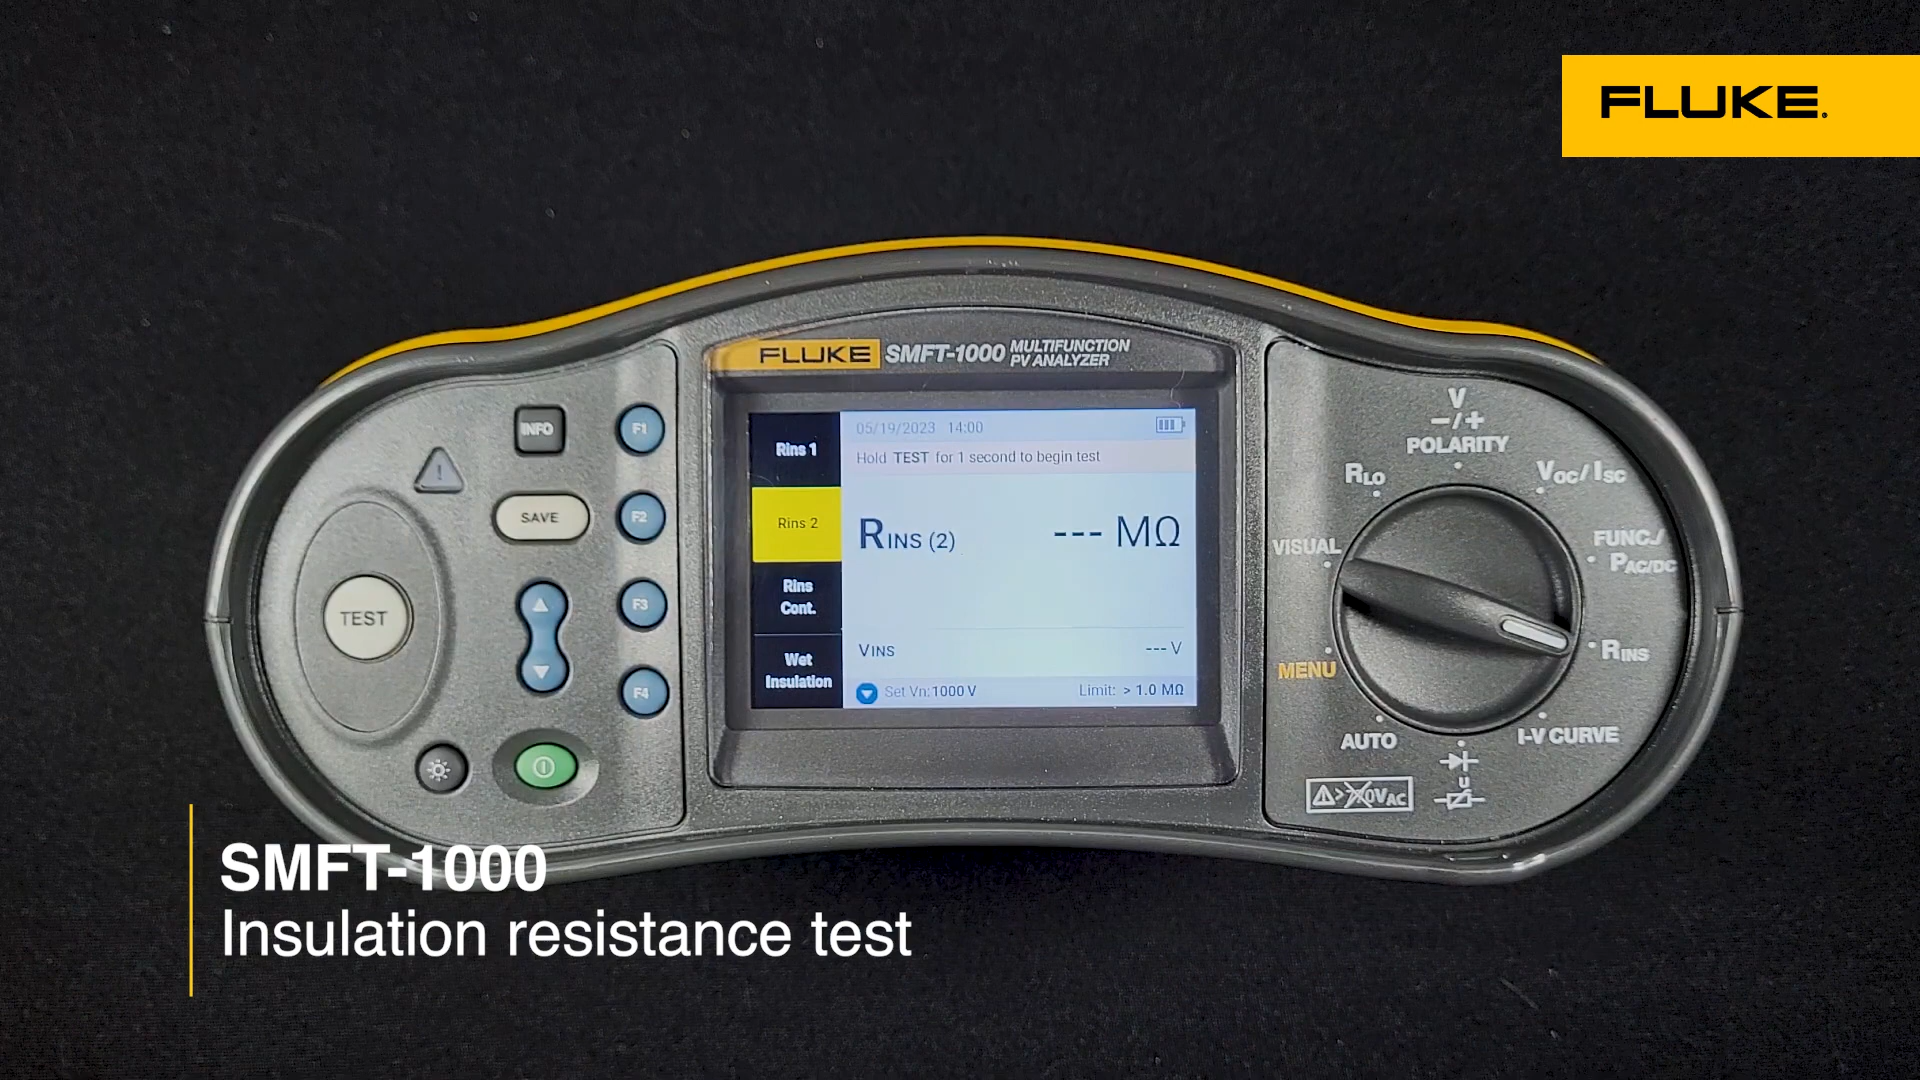 FLUKE®
FLUKE SMFT-1000 MULTIFUNCTION
PV ANALYZER
INFO
SAVE
TEST
F1
F2
F3
F4
Rins 1
Rins 2
Rins
Cont.
Wet
Insulation
05/19/2023 14:00
Hold TEST for 1 second to begin test
RINS (2) --- MΩ
VINS --- V
Set Vn: 1000 V Limit: > 1.0 MΩ
V
-/+
POLARITY
RLO
VOC/ISC
VISUAL
FUNC./
PAC/DC
RINS
MENU
AUTO
I-V CURVE
u
SMFT-1000
Insulation resistance test